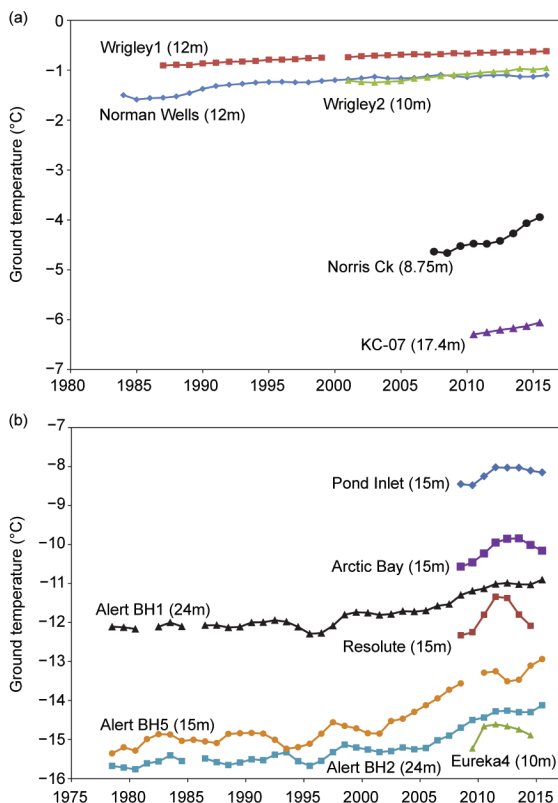 (a)
0
−1
−2
−3
−4
−5
−6
−7
Ground temperature (°C)
Wrigley1 (12m)
Norman Wells (12m)
Wrigley2 (10m)
Norris Ck (8.75m)
KC-07 (17.4m)
1980 1985 1990 1995 2000 2005 2010 2015
(b)
−7
−8
−9
−10
−11
−12
−13
−14
−15
−16
Ground temperature (°C)
Pond Inlet (15m)
Arctic Bay (15m)
Alert BH1 (24m)
Resolute
(15m)
Alert BH5 (15m)
Alert BH2 (24m)
Eureka4 (10m)
1975 1980 1985 1990 1995 2000 2005 2010 2015